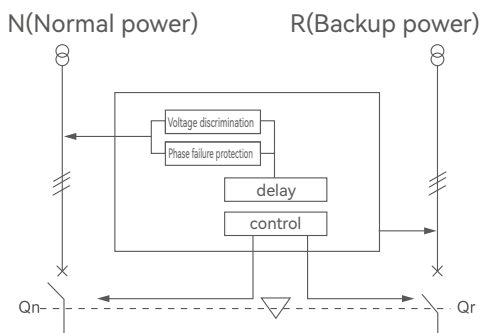 N(Normal power)
R(Backup power)
Voltage discrimination
Phase failure protection
delay
control
Qn
Qr